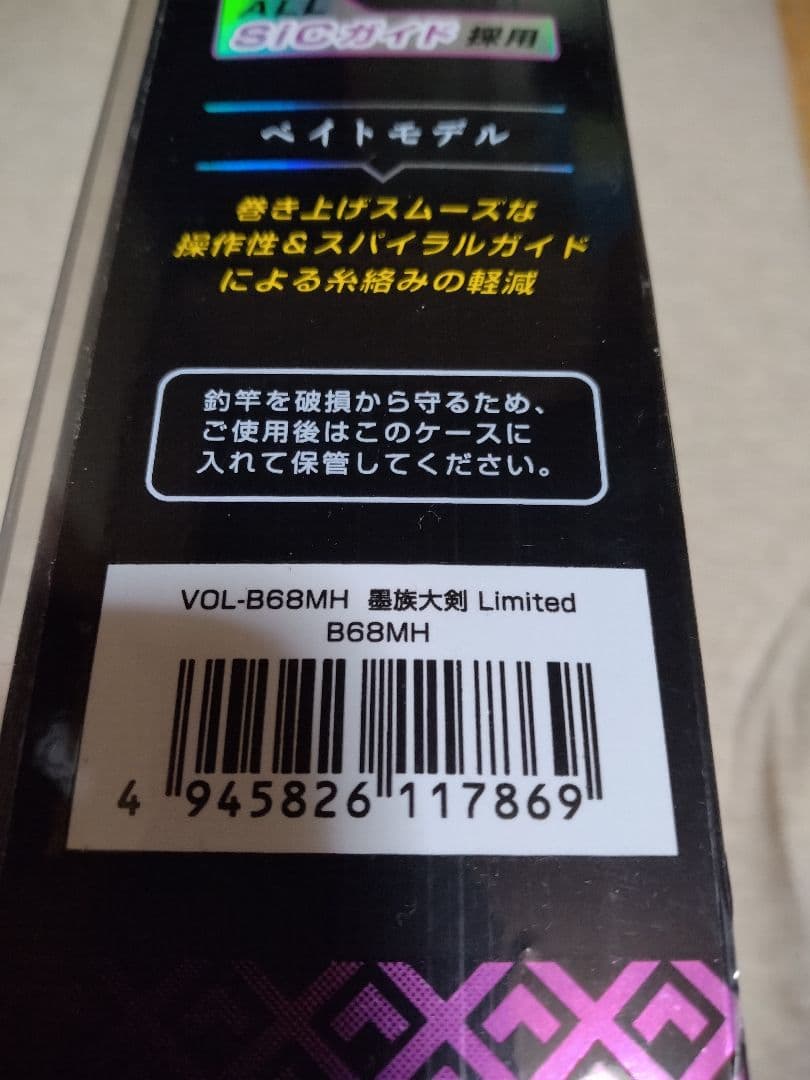 ALL
SiCガイド 採用
ベイトモデル
巻き上げスムーズな
操作性＆スパイラルガイド
による糸絡みの軽減
釣竿を破損から守るため、
ご使用後はこのケースに
入れて保管してください。
VOL-B68MH 墨族大剣 Limited
B68MH
4 945826 117869